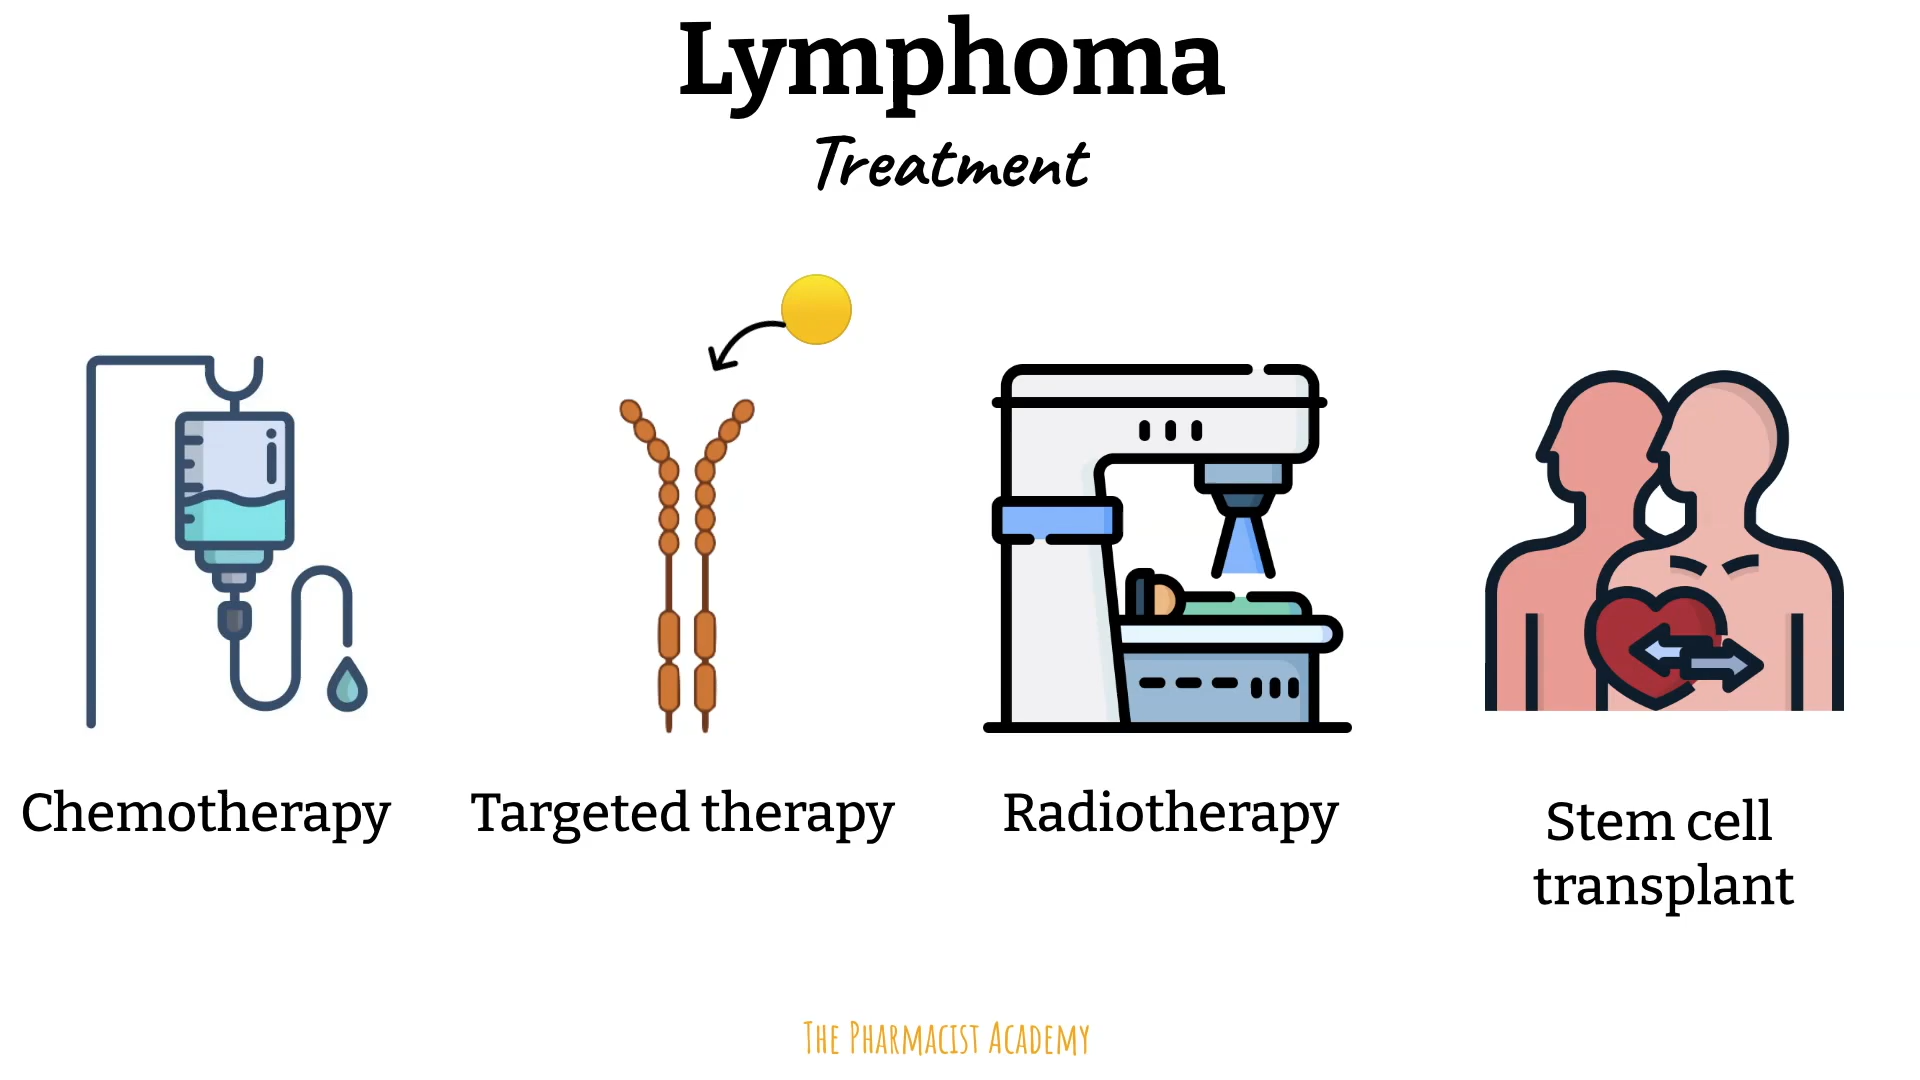 Lymphoma
Treatment
Chemotherapy
Targeted therapy
Radiotherapy
Stem cell
transplant
The Pharmacist Academy